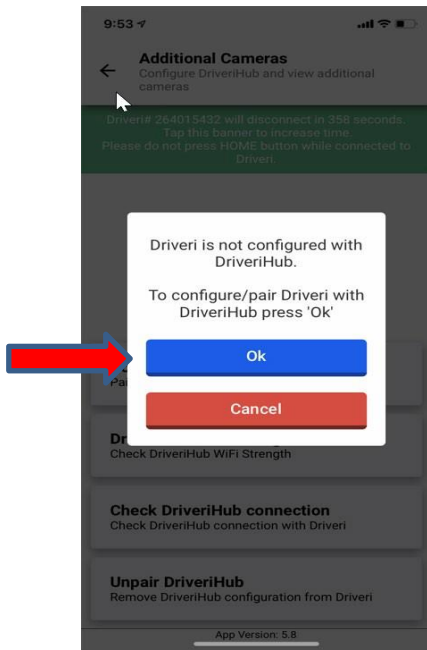 9:53
Additional Cameras
Configure DriveriHub and view additional
cameras
Driveri# 264015432 will disconnect in 358 seconds.
Tap this banner to increase time.
Please do not press HOME button while connected to
Driveri.
Driveri is not configured with
DriveriHub.
To configure/pair Driveri with
DriveriHub press 'Ok'
Ok
Cancel
Pai
Dr
Check DriveriHub WiFi Strength
Check DriveriHub connection
Check DriveriHub connection with Driveri
Unpair DriveriHub
Remove DriveriHub configuration from Driveri
App Version: 5.8